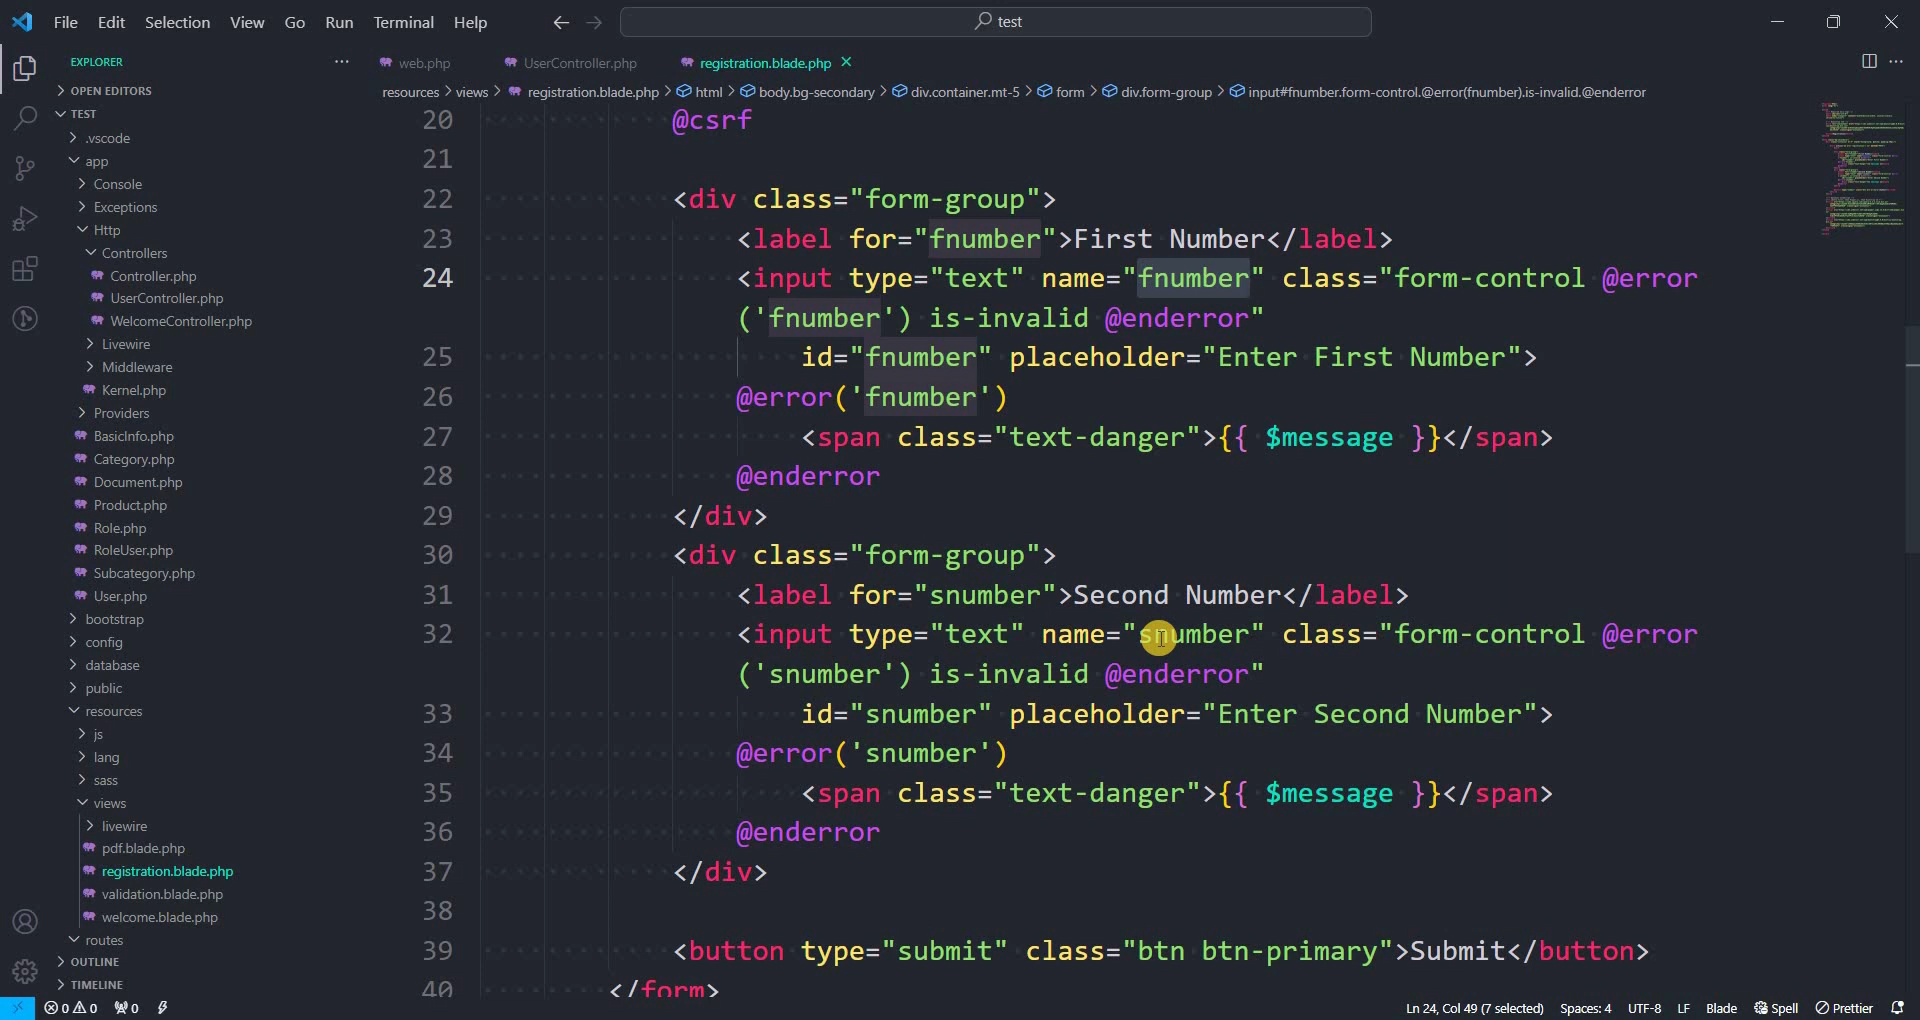 File Edit Selection View Go Run Terminal Help
test
EXPLORER
web.php UserController.php registration.blade.php
OPEN EDITORS
resources > views > registration.blade.php > html > body.bg-secondary > div.container.mt-5 > form > div.form-group > input#fnumber.form-control.@error(fnumber).is-invalid.@enderror
TEST
.vscode
app
Console
Exceptions
Http
Controllers
Controller.php
UserController.php
WelcomeController.php
Livewire
Middleware
Kernel.php
Providers
BasicInfo.php
Category.php
Document.php
Product.php
Role.php
RoleUser.php
Subcategory.php
User.php
bootstrap
config
database
public
resources
js
lang
sass
views
livewire
pdf.blade.php
registration.blade.php
validation.blade.php
welcome.blade.php
routes
OUTLINE
TIMELINE
20 @csrf
21
22 <div class="form-group">
23 <label for="fnumber">First Number</label>
24 <input type="text" name="fnumber" class="form-control @error
('fnumber') is-invalid @enderror"
25 id="fnumber" placeholder="Enter First Number">
26 @error('fnumber')
27 <span class="text-danger">{{ $message }}</span>
28 @enderror
29 </div>
30 <div class="form-group">
31 <label for="snumber">Second Number</label>
32 <input type="text" name="snumber" class="form-control @error
('snumber') is-invalid @enderror"
33 id="snumber" placeholder="Enter Second Number">
34 @error('snumber')
35 <span class="text-danger">{{ $message }}</span>
36 @enderror
37 </div>
38
39 <button type="submit" class="btn btn-primary">Submit</button>
40 </form>
0 0 0 Ln 24, Col 49 (7 selected) Spaces: 4 UTF-8 LF Blade Spell Prettier